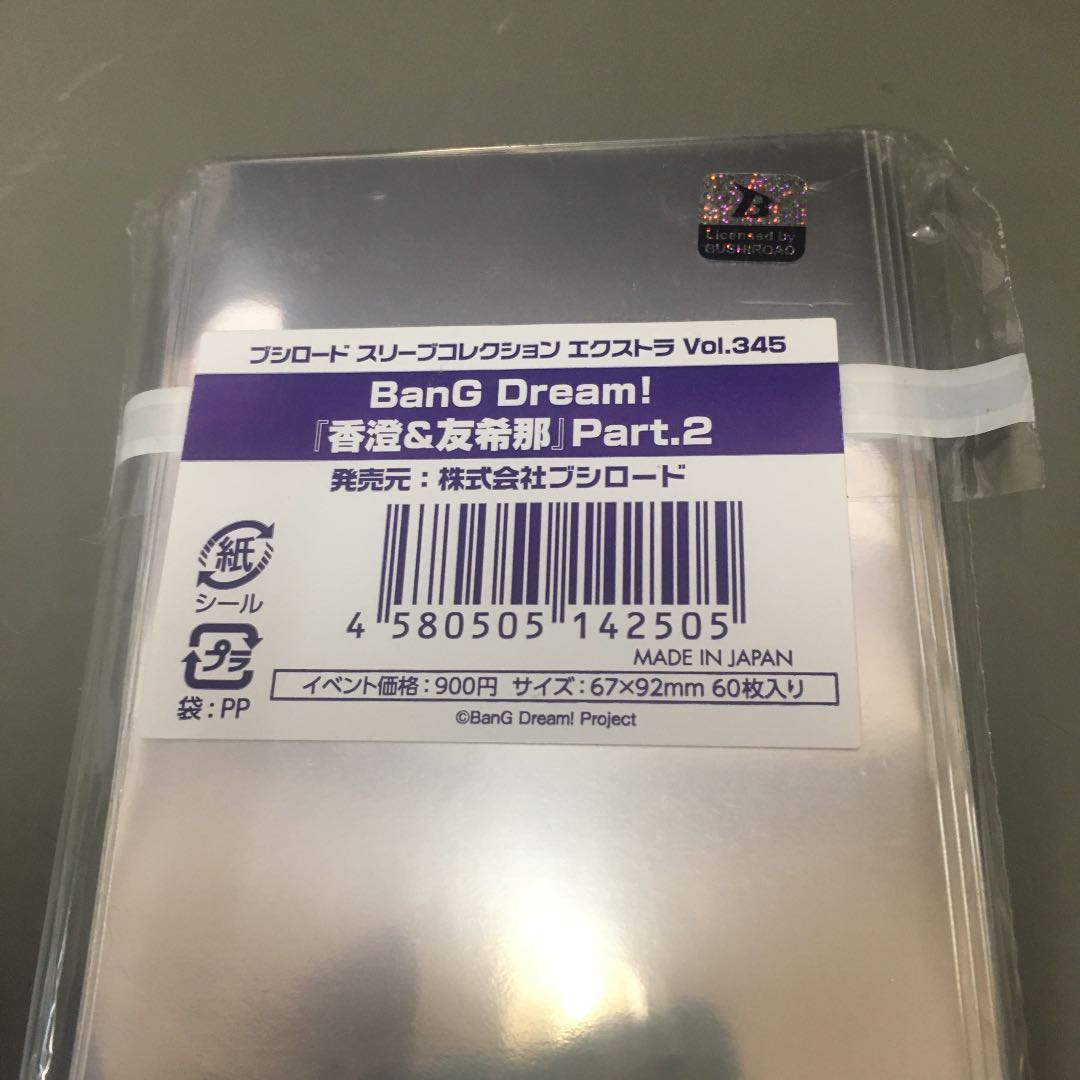 B
Licensed by
BUSHIROAD
ブシロード スリーブコレクション エクストラ Vol.345
BanG Dream!
『香澄&友希那』Part.2
発売元：株式会社ブシロード
紙
シール
プラ
袋：PP
4 580505 142505
MADE IN JAPAN
イベント価格：900円 サイズ：67×92mm 60枚入り
©BanG Dream! Project